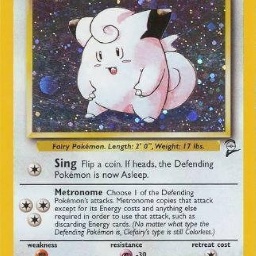 Fairy Pokémon. Length: 2' 0", Weight: 17 lbs.
Sing Flip a coin. If heads, the Defending
Pokémon is now Asleep.
Metronome Choose 1 of the Defending
Pokémon's attacks. Metronome copies that attack
except for its Energy costs and anything else
required in order to use that attack, such as
discarding Energy cards. (No matter what type the
Defending Pokémon is, Clefairy's type is still Colorless.)
weakness resistance retreat cost
-30